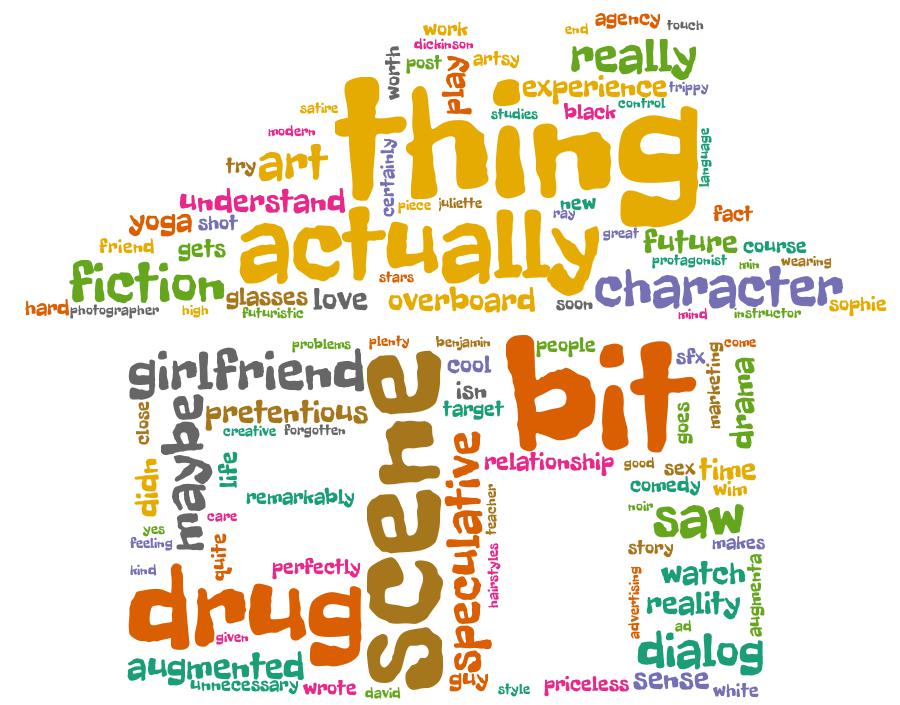 agency
end
touch
work
dickinson
really
worth
post
play
artsy
experience
trippy
satire
thing
studies
black
control
modern
language
try
art
certainly
understand
piece
juliette
new
ray
fact
yoga
shot
actually
great
future
course
friend
gets
protagonist
min
wearing
fiction
stars
character
glasses
love
overboard
soon
sophie
hard
photographer
high
futuristic
mind
instructor
problems
plenty
benjamin
people
marketing
come
girlfriend
scene
cool
bit
sfx
drama
isn
target
goes
close
maybe
pretentious
creative
forgotten
speculative
relationship
good
sex
time
didn
life
remarkably
teacher
comedy
wim
care
noir
saw
yes
feeling
quite
hairstyles
story
makes
kind
perfectly
advertising
watch
augmenta
drug
reality
given
ad
dialog
augmented
unnecessary
wrote
david
guy
style
priceless
sense
white